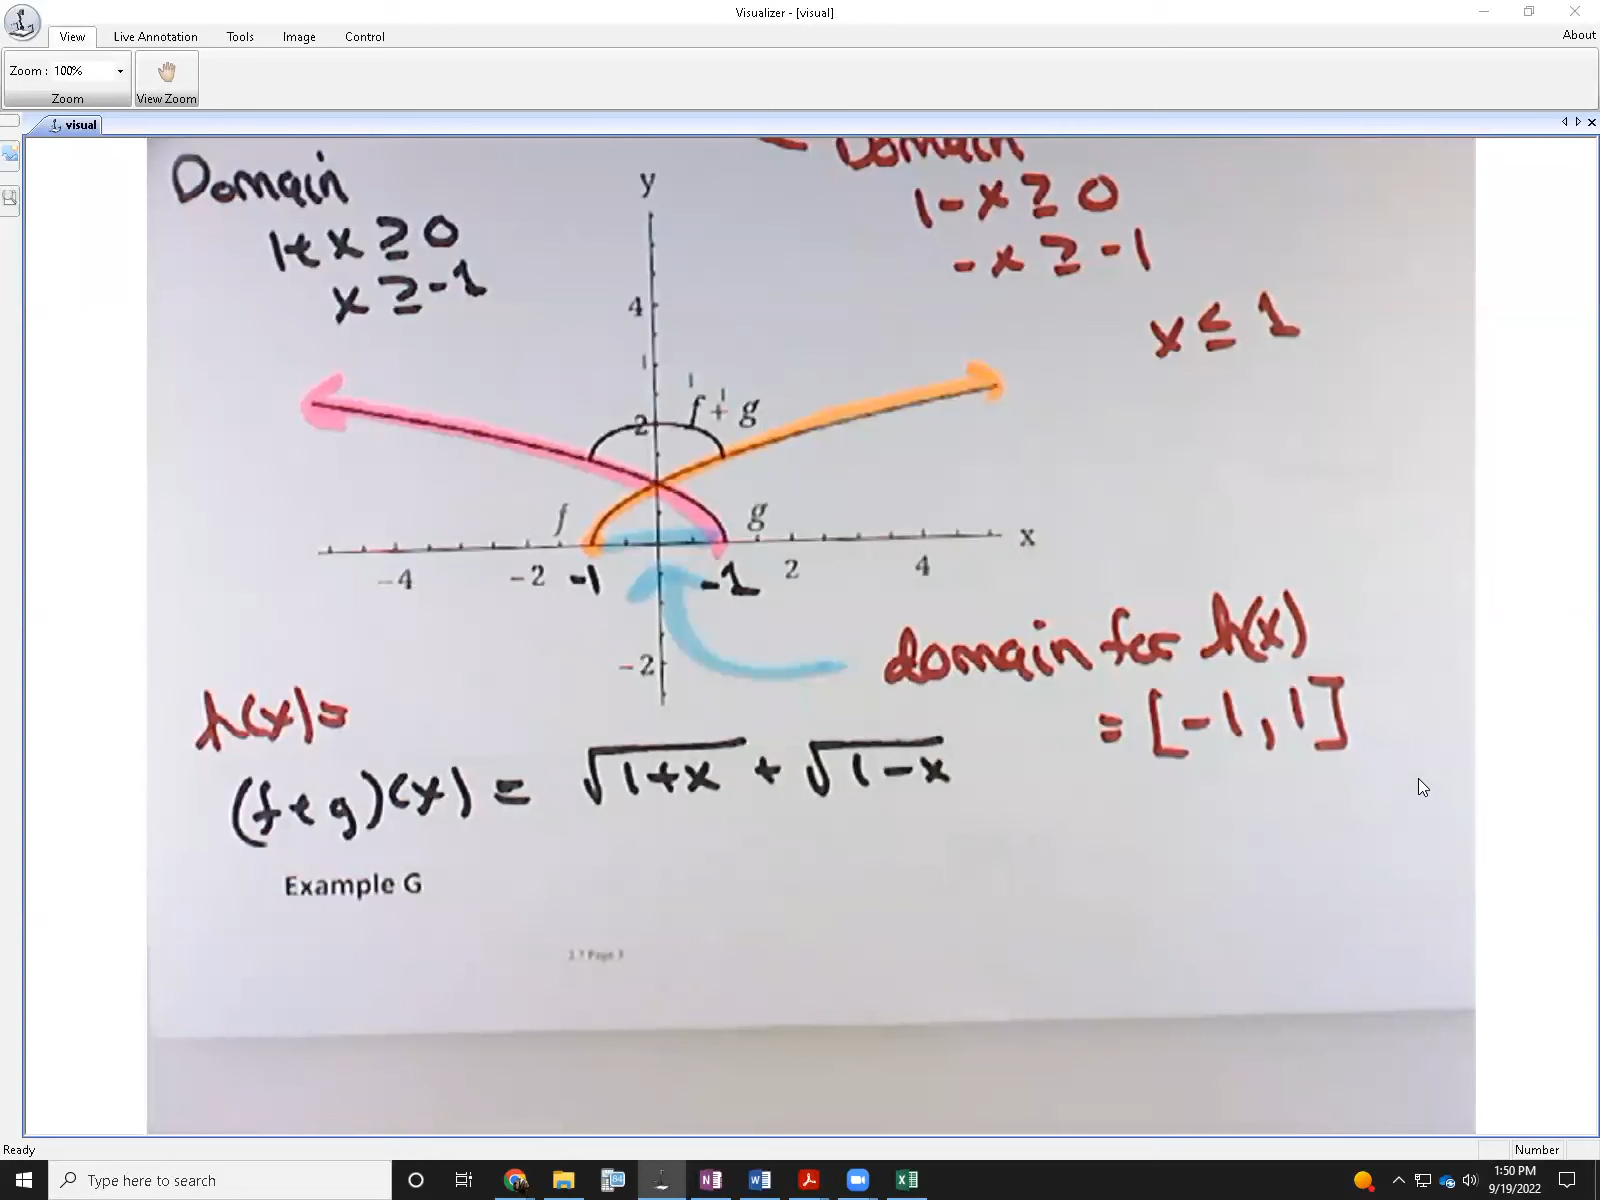 Visualizer - [visual]
View Live Annotation Tools Image Control About
Zoom : 100%
Zoom View Zoom
visual
Domain
1+x ≥ 0
x ≥ -1
Domain
1-x ≥ 0
-x ≥ -1
x ≤ 1
y
4
1
2
f + g
f
g
x
-4
-2
-1
-1
2
4
-2
domain for h(x)
= [-1, 1]
h(x)=
(f+g)(x) = √1+x + √1-x
Example G
Ready
Number
Type here to search
1:50 PM
9/19/2022